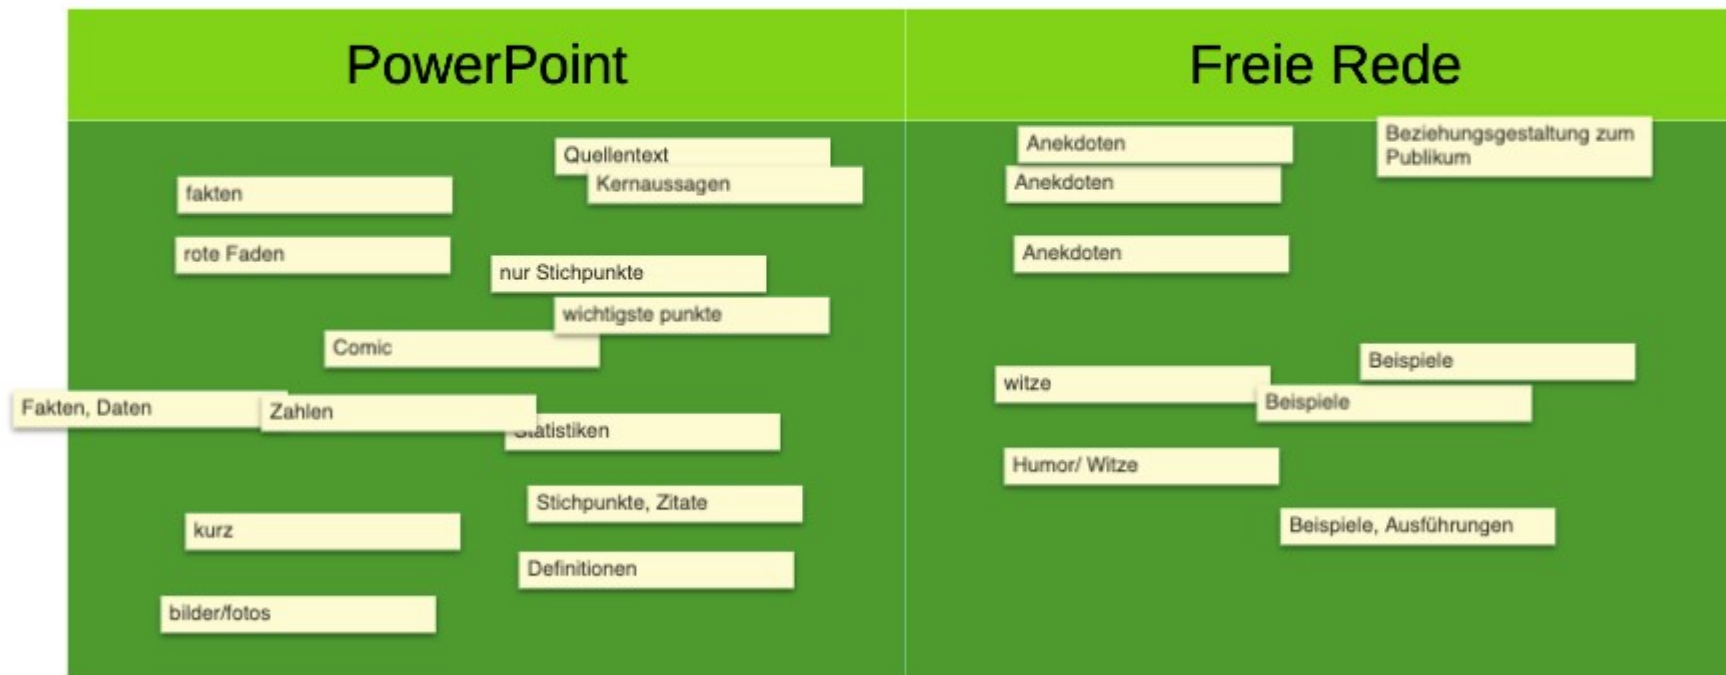 PowerPoint
Freie Rede
Quellentext
Kernaussagen
fakten
rote Faden
nur Stichpunkte
wichtigste punkte
Comic
Fakten, Daten
Zahlen
Statistiken
Stichpunkte, Zitate
kurz
Definitionen
bilder/fotos
Anekdoten
Beziehungsgestaltung zum
Publikum
Anekdoten
Anekdoten
Beispiele
witze
Beispiele
Humor/ Witze
Beispiele, Ausführungen